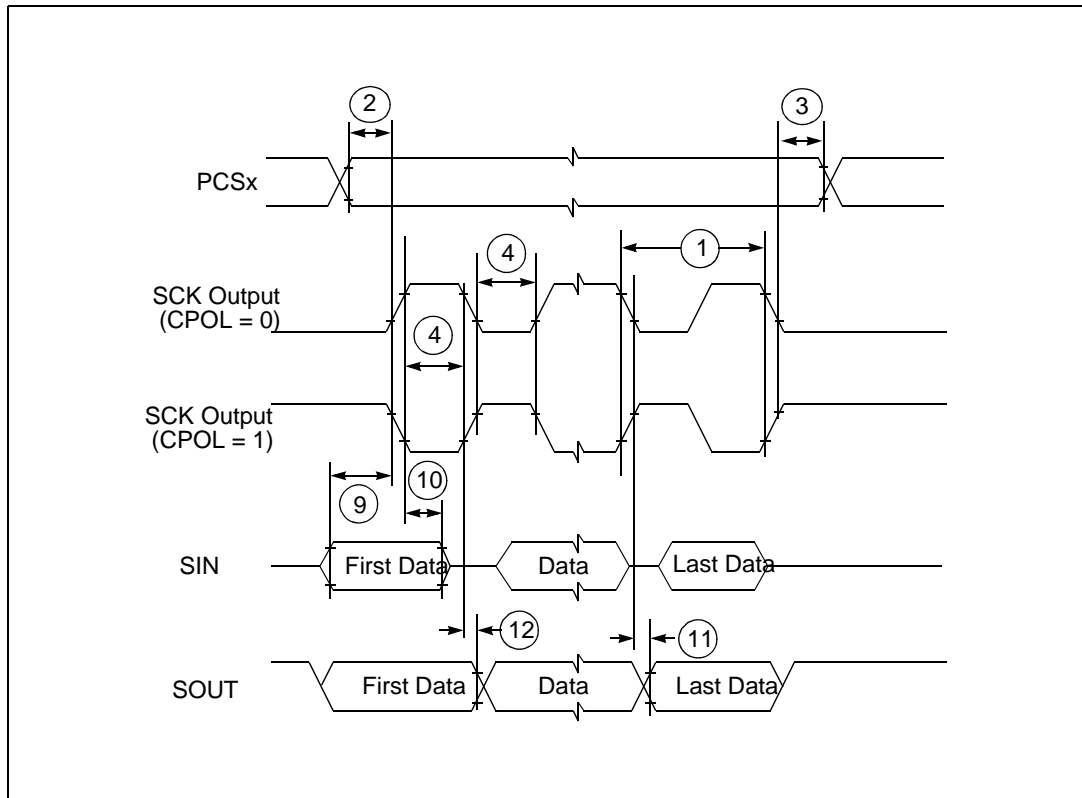 2
3
PCSx
1
4
SCK Output
(CPOL = 0)
4
SCK Output
(CPOL = 1)
10
9
SIN
First Data
Data
Last Data
12
11
SOUT
First Data
Data
Last Data